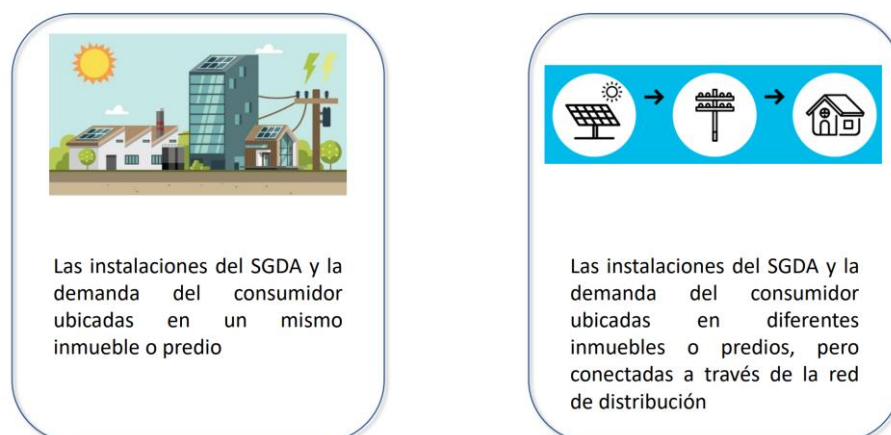 Las instalaciones del SGDA y la
demanda del consumidor
ubicadas en un mismo
inmueble o predio
Las instalaciones del SGDA y la
demanda del consumidor
ubicadas en diferentes
inmuebles o predios, pero
conectadas a través de la red
de distribución